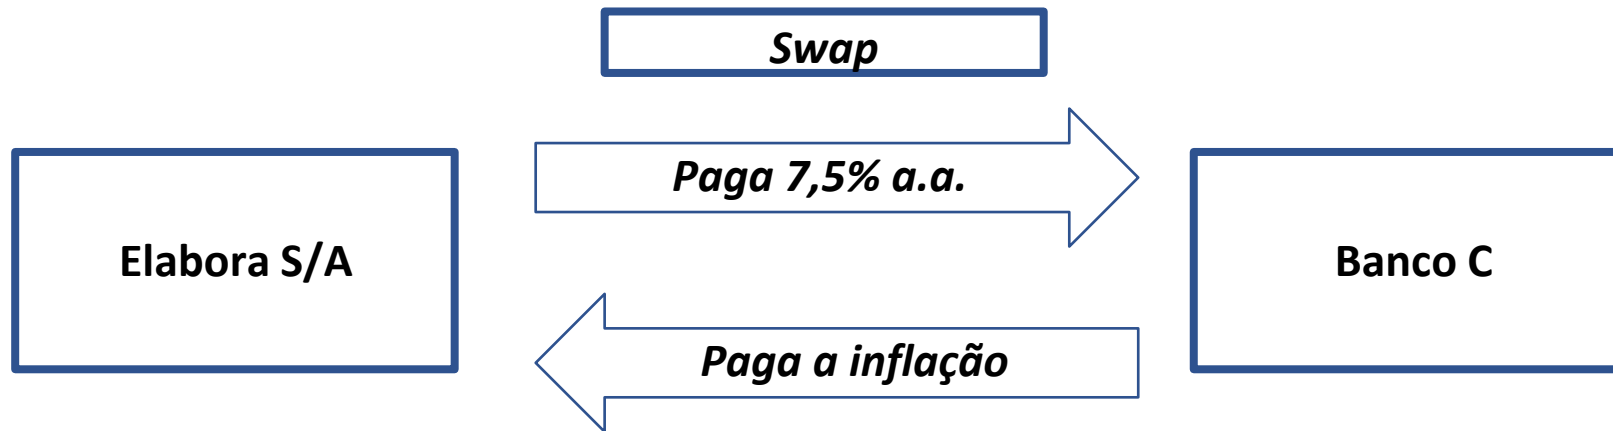 Swap
Paga 7,5% a.a.
Elabora S/A
Banco C
Paga a inflação